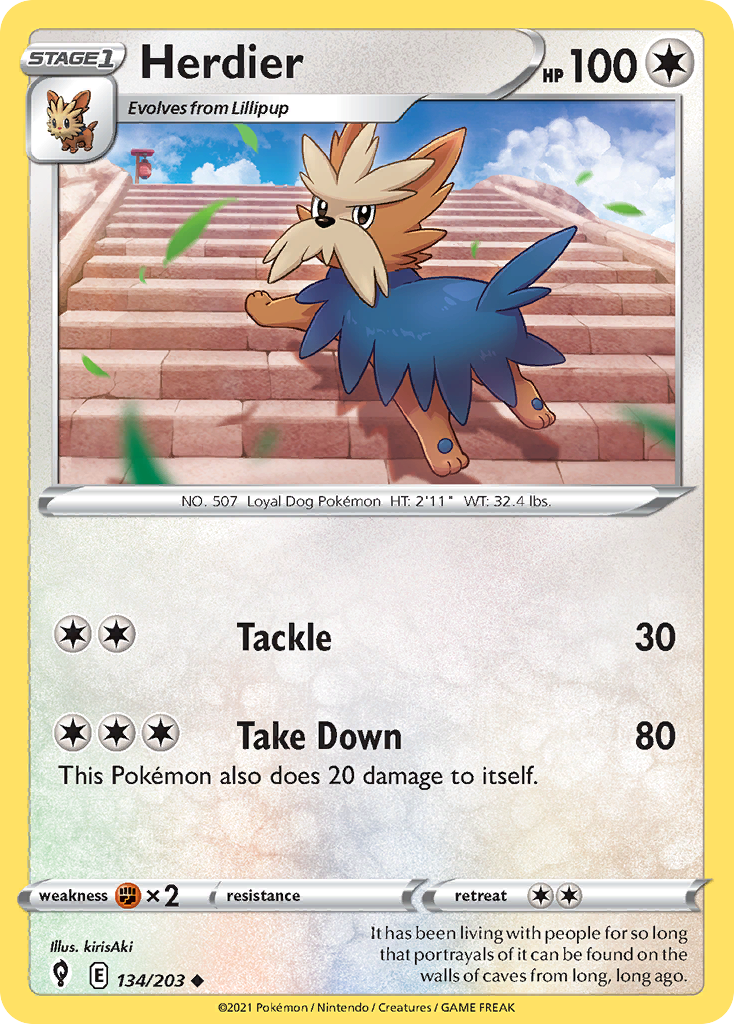 STAGE 1
Herdier
HP 100
Evolves from Lillipup
NO. 507 Loyal Dog Pokémon HT: 2'11" WT: 32.4 lbs.
Tackle 30
Take Down 80
This Pokémon also does 20 damage to itself.
weakness ×2 resistance retreat
Illus. kirisAki
It has been living with people for so long
that portrayals of it can be found on the
walls of caves from long, long ago.
E 134/203
©2021 Pokémon / Nintendo / Creatures / GAME FREAK